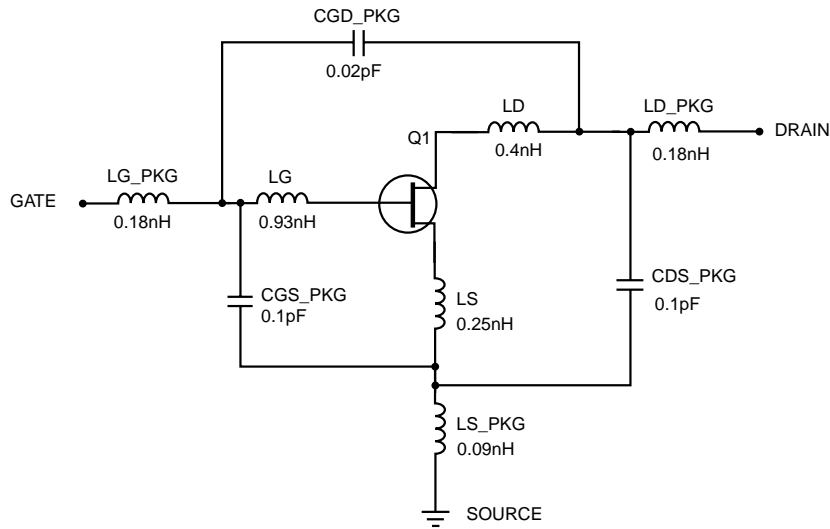 CGD_PKG
0.02pF
LD
LD_PKG
Q1
DRAIN
0.4nH
0.18nH
LG_PKG
LG
GATE
0.18nH
0.93nH
CDS_PKG
CGS_PKG
LS
0.1pF
0.1pF
0.25nH
LS_PKG
0.09nH
SOURCE